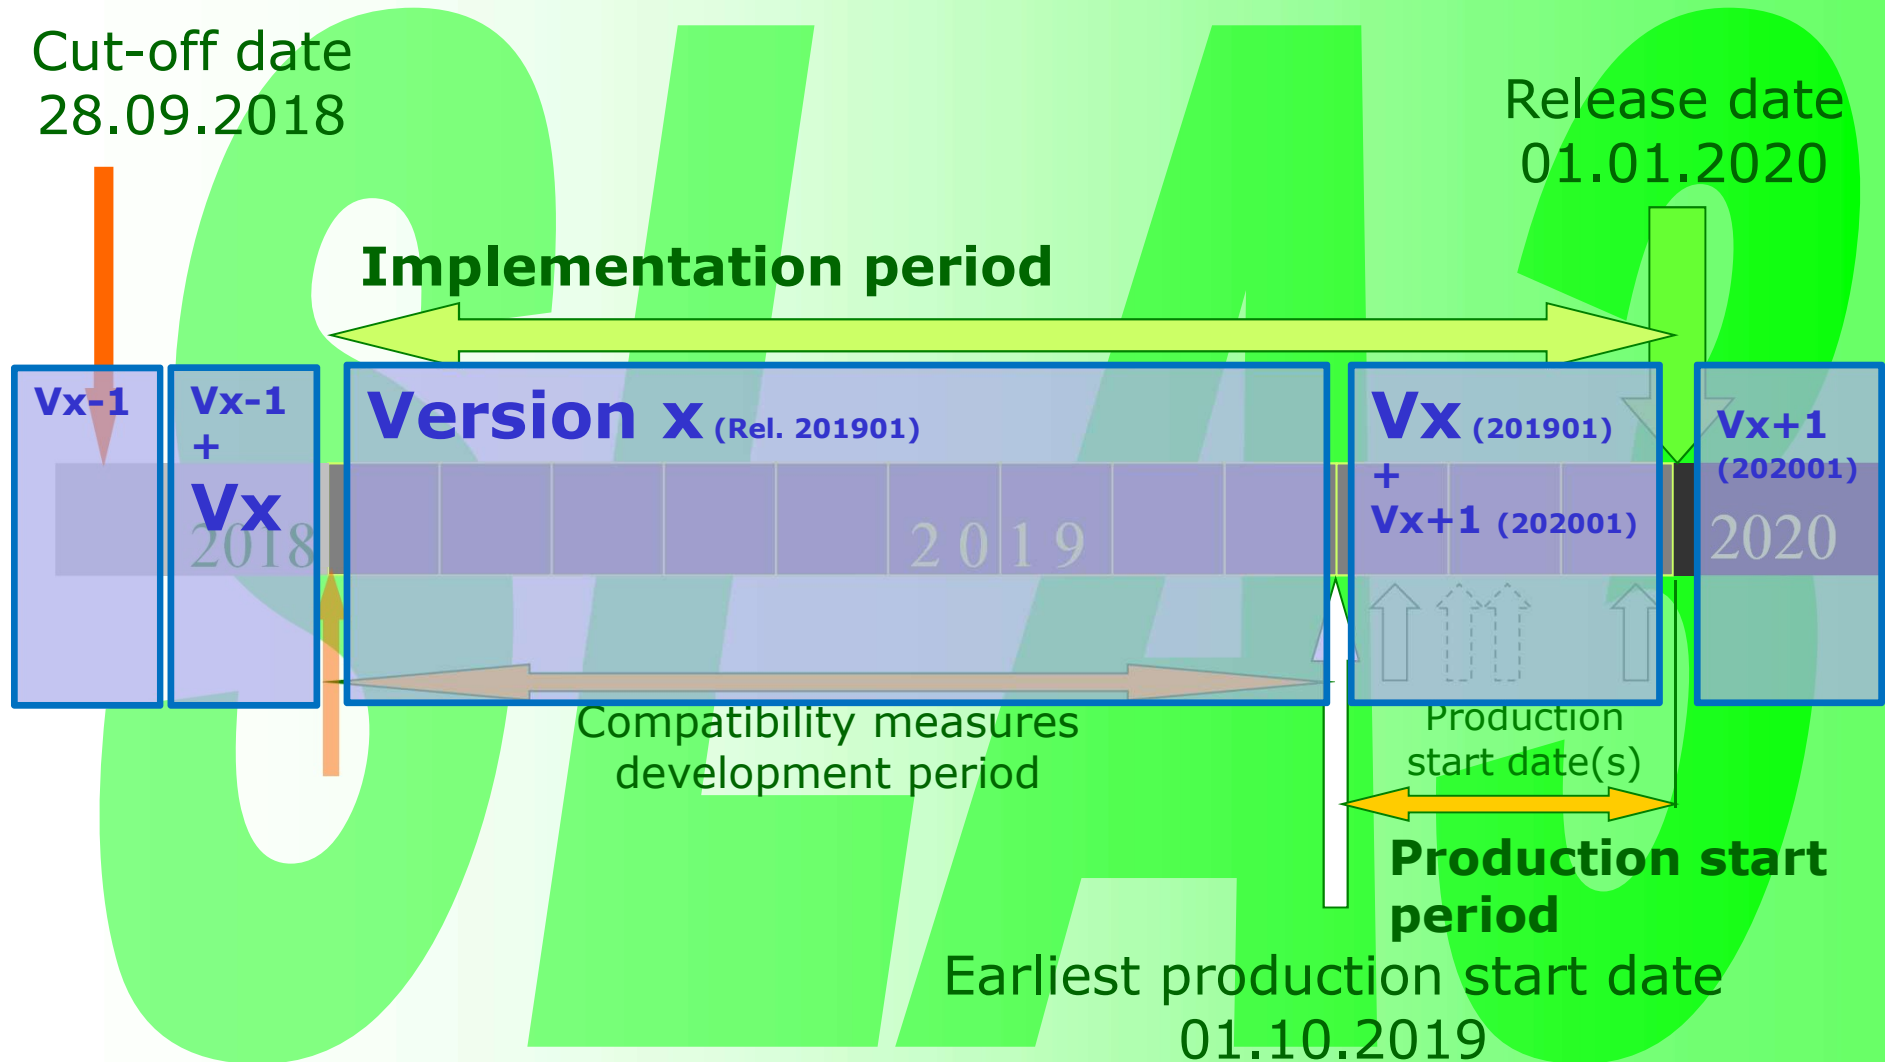 SLA3
Cut-off date
28.09.2018
Release date
01.01.2020
Implementation period
Vx-1
Vx-1
+
Vx
Version x (Rel. 201901)
Vx (201901)
+
Vx+1 (202001)
Vx+1
(202001)
2018
2019
2020
Compatibility measures
development period
Production
start date(s)
Production start
period
Earliest production start date
01.10.2019